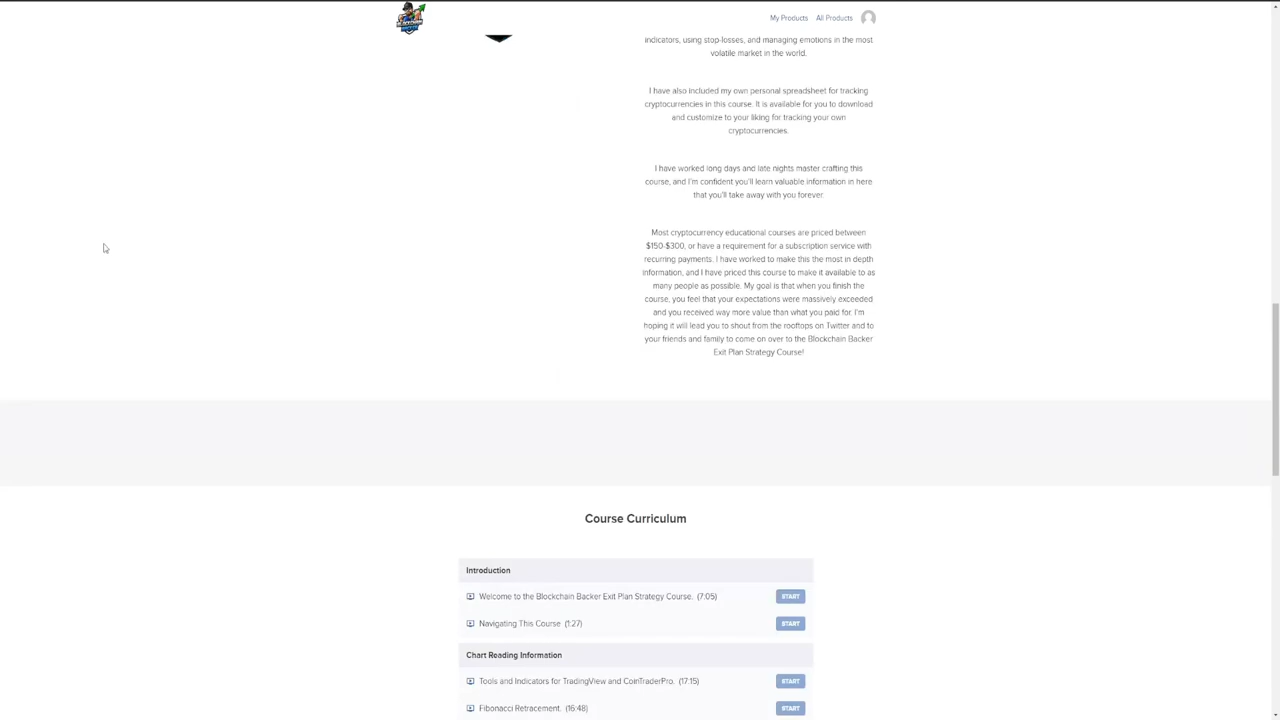 BLOCKCHAIN
BACKER
My Products
All Products
indicators, using stop-losses, and managing emotions in the most
volatile market in the world.
I have also included my own personal spreadsheet for tracking
cryptocurrencies in this course. It is available for you to download
and customize to your liking for tracking your own
cryptocurrencies.
I have worked long days and late nights master crafting this
course, and I'm confident you'll learn valuable information in here
that you'll take away with you forever.
Most cryptocurrency educational courses are priced between
$150-$300, or have a requirement for a subscription service with
recurring payments. I have worked to make this the most in depth
information, and I have priced this course to make it available to as
many people as possible. My goal is that when you finish the
course, you feel that your expectations were massively exceeded
and you received way more value than what you paid for. I'm
hoping it will lead you to shout from the rooftops on Twitter and to
your friends and family to come on over to the Blockchain Backer
Exit Plan Strategy Course!
Course Curriculum
Introduction
Welcome to the Blockchain Backer Exit Plan Strategy Course. (7:05) START
Navigating This Course (1:27) START
Chart Reading Information
Tools and Indicators for TradingView and CoinTraderPro. (17:15) START
Fibonacci Retracement. (16:48) START